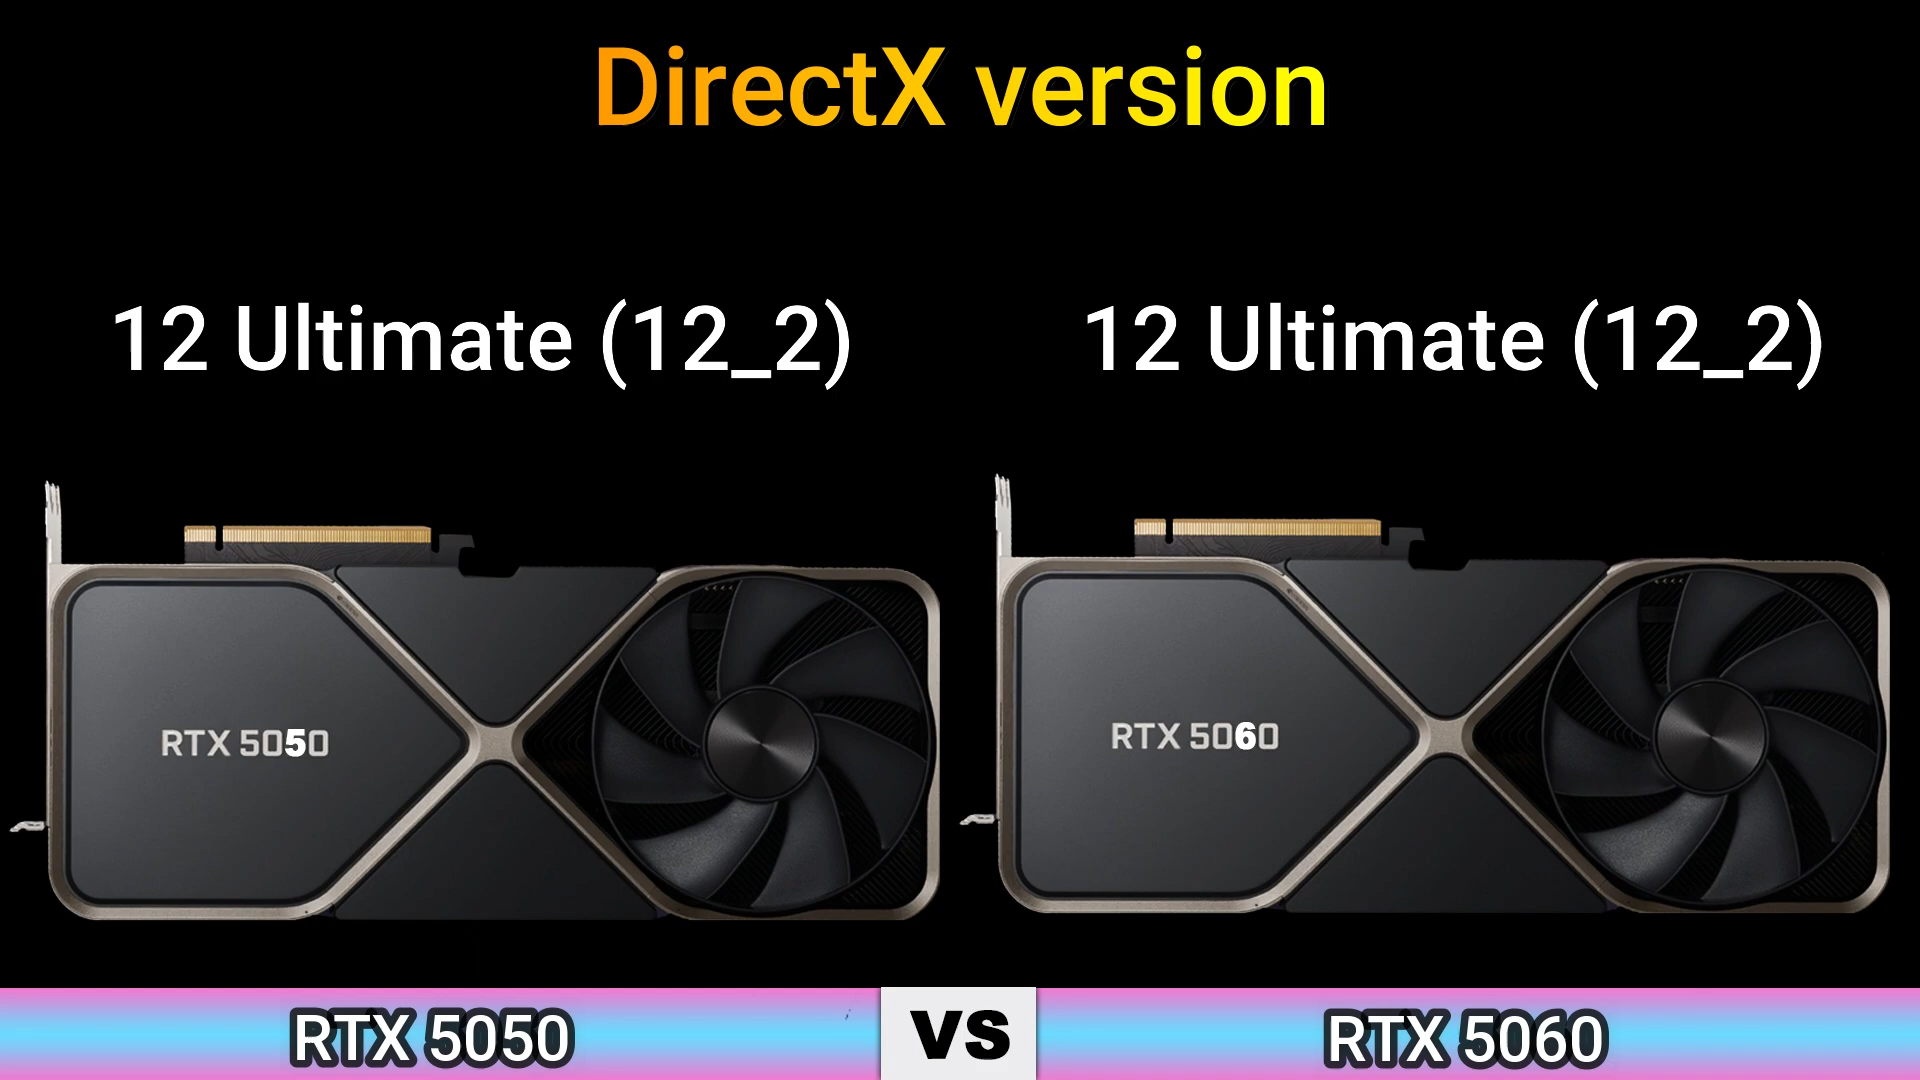 DirectX version
12 Ultimate (12_2)
12 Ultimate (12_2)
RTX 5050
RTX 5060
RTX 5050
VS
RTX 5060